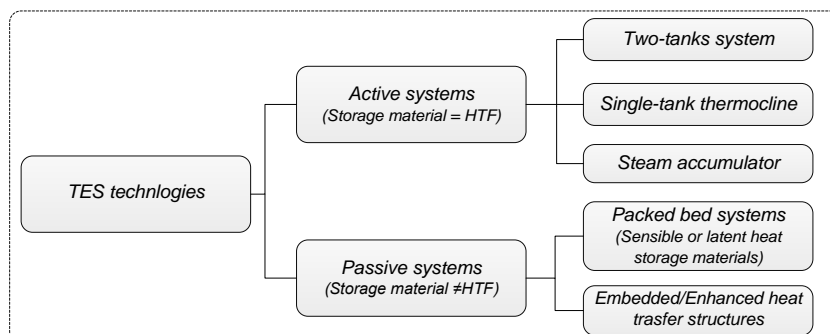 Two-tanks system
Active systems
(Storage material = HTF)
Single-tank thermocline
Steam accumulator
TES technlogies
Packed bed systems
(Sensible or latent heat
storage materials)
Passive systems
(Storage material ≠HTF)
Embedded/Enhanced heat
trasfer structures